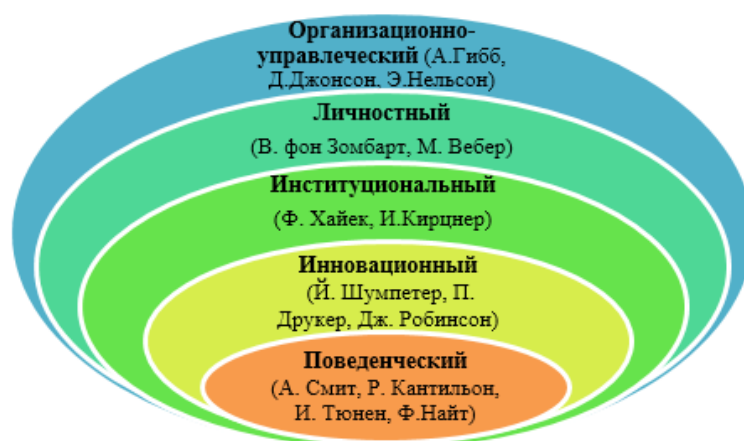 Организационно-
управлеческий (А.Гибб,
Д.Джонсон, Э.Нельсон)
Личностный
(В. фон Зомбарт, М. Вебер)
Институциональный
(Ф. Хайек, И.Кирцнер)
Инновационный
(Й. Шумпетер, П.
Друкер, Дж. Робинсон)
Поведенческий
(А. Смит, Р. Кантильон,
И. Тюнен, Ф.Найт)